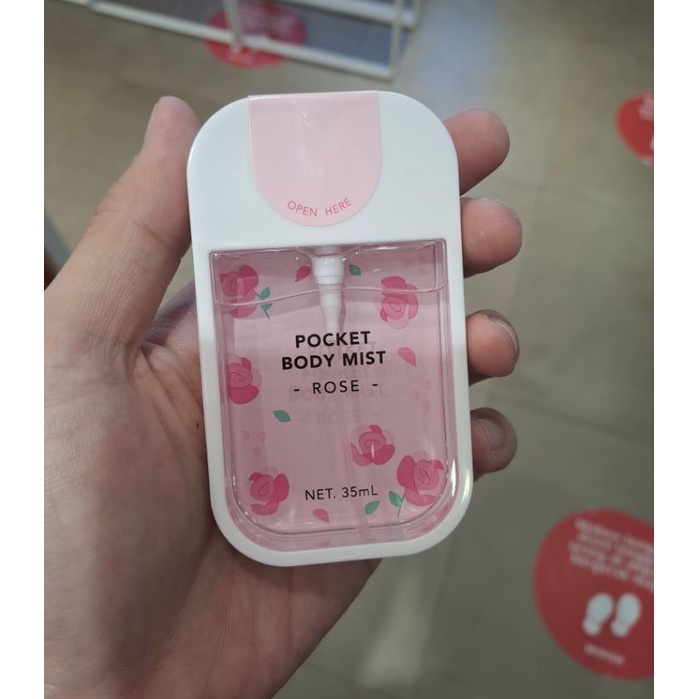 OPEN HERE
POCKET
BODY MIST
- ROSE -
NET. 35mL